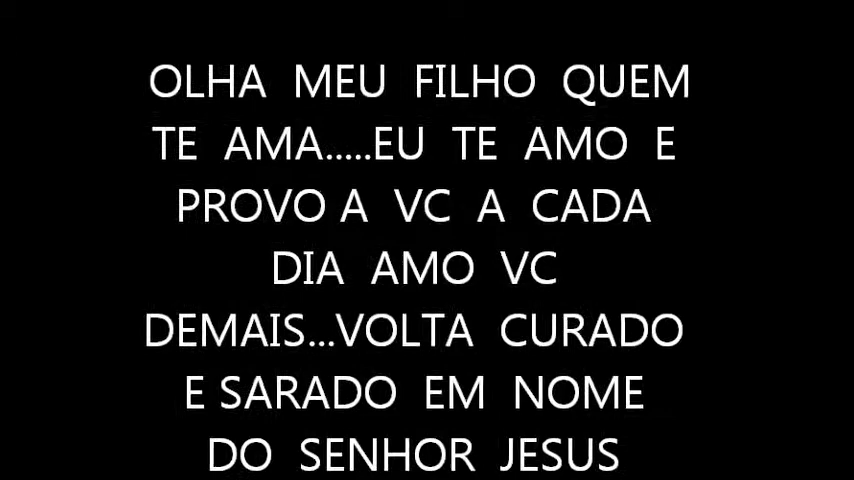 OLHA MEU FILHO QUEM
TE AMA.....EU TE AMO E
PROVO A VC A CADA
DIA AMO VC
DEMAIS...VOLTA CURADO
E SARADO EM NOME
DO SENHOR JESUS